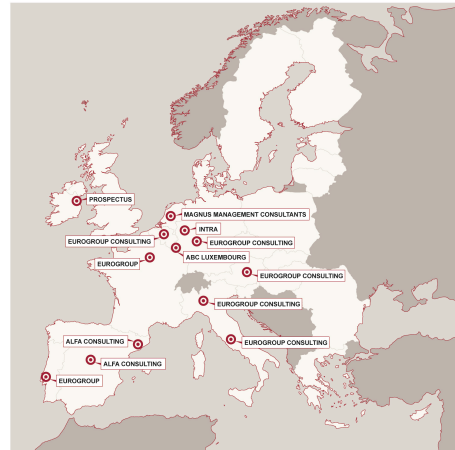 PROSPECTUS
MAGNUS MANAGEMENT CONSULTANTS
INTRA
EUROGROUP CONSULTING
EUROGROUP CONSULTING
ABC LUXEMBOURG
EUROGROUP
EUROGROUP CONSULTING
EUROGROUP CONSULTING
ALFA CONSULTING
EUROGROUP CONSULTING
ALFA CONSULTING
EUROGROUP